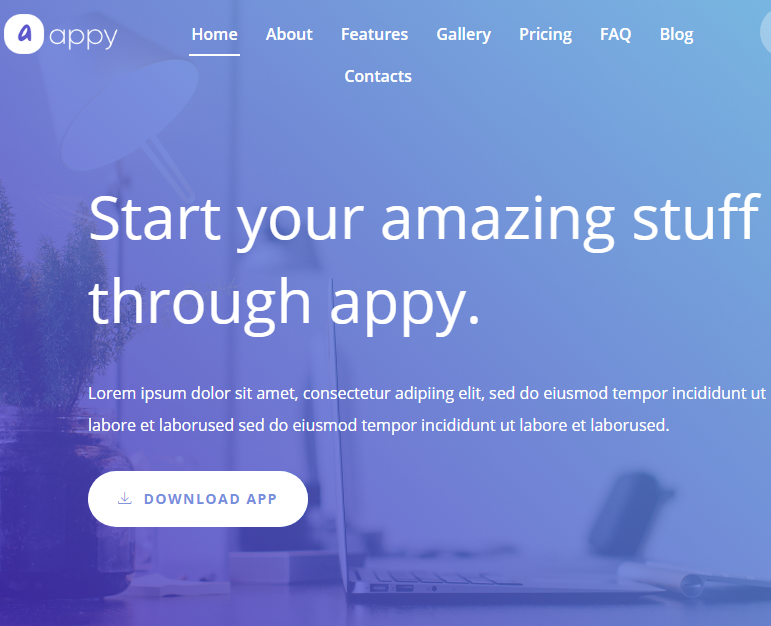 a appy
Home About Features Gallery Pricing FAQ Blog
Contacts
Start your amazing stuff
through appy.
Lorem ipsum dolor sit amet, consectetur adipiing elit, sed do eiusmod tempor incididunt ut
labore et laborused sed do eiusmod tempor incididunt ut labore et laborused.
DOWNLOAD APP